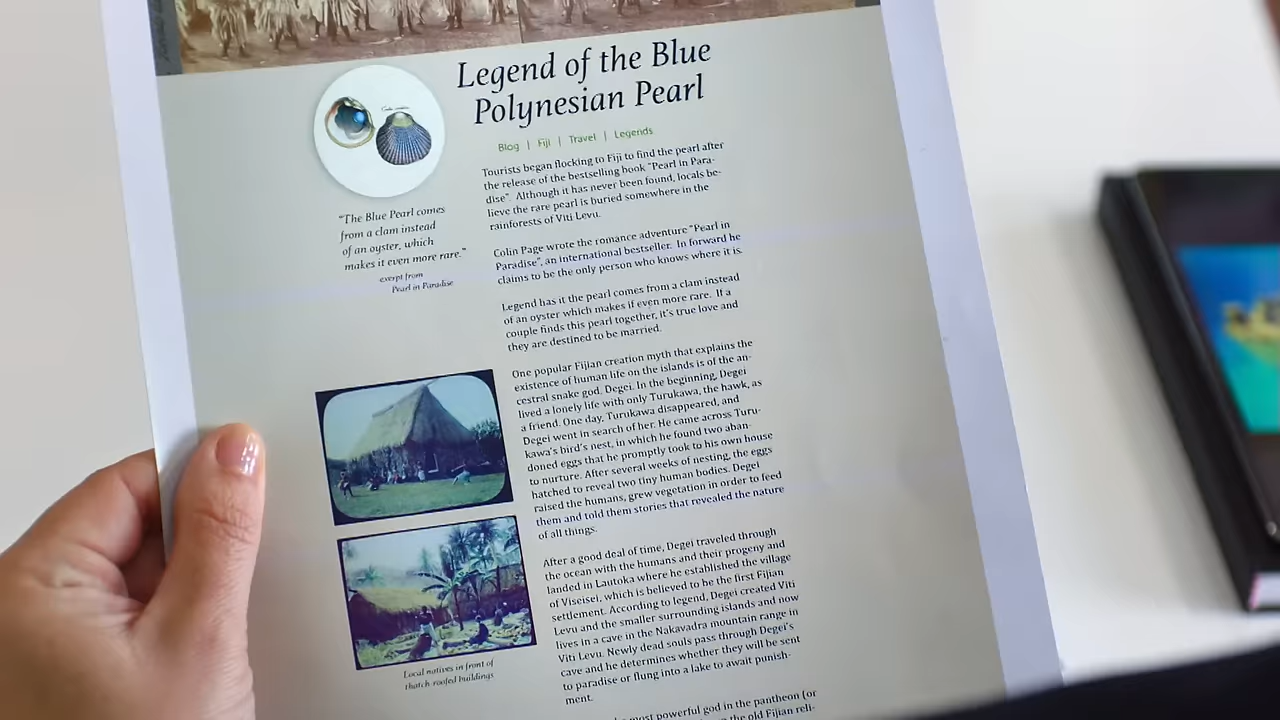 Legend of the Blue
Polynesian Pearl
Blog | Fiji | Travel | Legends
"The Blue Pearl comes
from a clam instead
of an oyster, which
makes it even more rare."
exerpt from
Pearl in Paradise
Tourists began flocking to Fiji to find the pearl after
the release of the bestselling book "Pearl in Para-
dise". Although it has never been found, locals be-
lieve the rare pearl is buried somewhere in the
rainforests of Viti Levu.
Colin Page wrote the romance adventure "Pearl in
Paradise", an international bestseller. In forward he
claims to be the only person who knows where it is.
Legend has it the pearl comes from a clam instead
of an oyster which makes if even more rare. If a
couple finds this pearl together, it's true love and
they are destined to be married.
One popular Fijian creation myth that explains the
existence of human life on the islands is of the an-
cestral snake god, Degei. In the beginning, Degei
lived a lonely life with only Turukawa, the hawk, as
a friend. One day, Turukawa disappeared, and
Degei went in search of her. He came across Turu-
kawa's bird's nest, in which he found two aban-
doned eggs that he promptly took to his own house
to nurture. After several weeks of nesting, the eggs
hatched to reveal two tiny human bodies. Degei
raised the humans, grew vegetation in order to feed
them and told them stories that revealed the nature
of all things.
After a good deal of time, Degei traveled through
the ocean with the humans and their progeny and
landed in Lautoka where he established the village
of Viseisei, which is believed to be the first Fijian
settlement. According to legend, Degei created Viti
Levu and the smaller surrounding islands and now
lives in a cave in the Nakavadra mountain range in
Viti Levu. Newly dead souls pass through Degei's
cave and he determines whether they will be sent
to paradise or flung into a lake to await punish-
ment.
Local natives in front of
thatch-roofed buildings
most powerful god in the pantheon (or
the old Fijian reli-